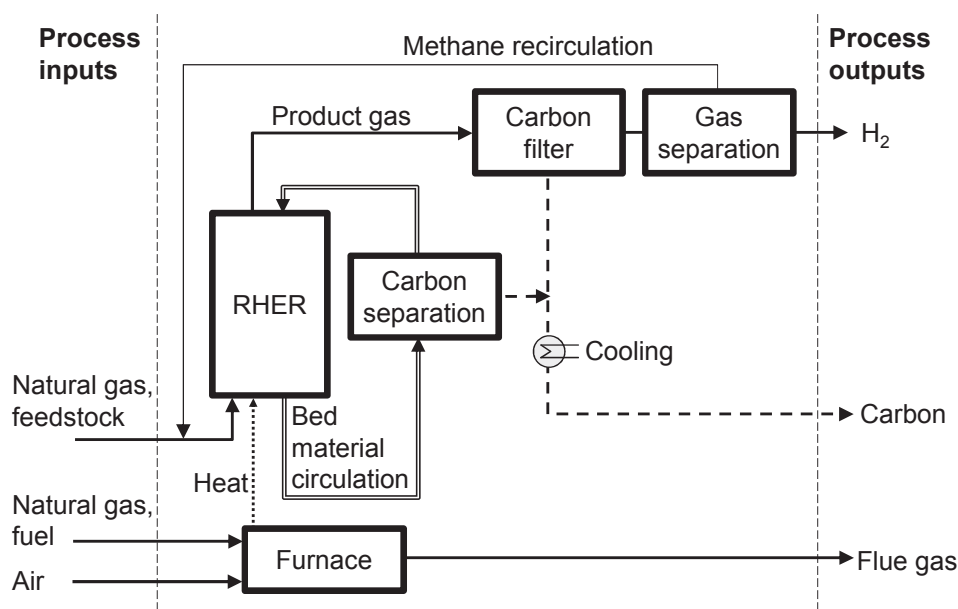 Process
inputs
Methane recirculation
Process
outputs
Product gas
Carbon
filter
Gas
separation
H₂
RHER
Carbon
separation
Cooling
Natural gas,
feedstock
Bed
material
circulation
Carbon
Heat
Natural gas,
fuel
Furnace
Air
Flue gas